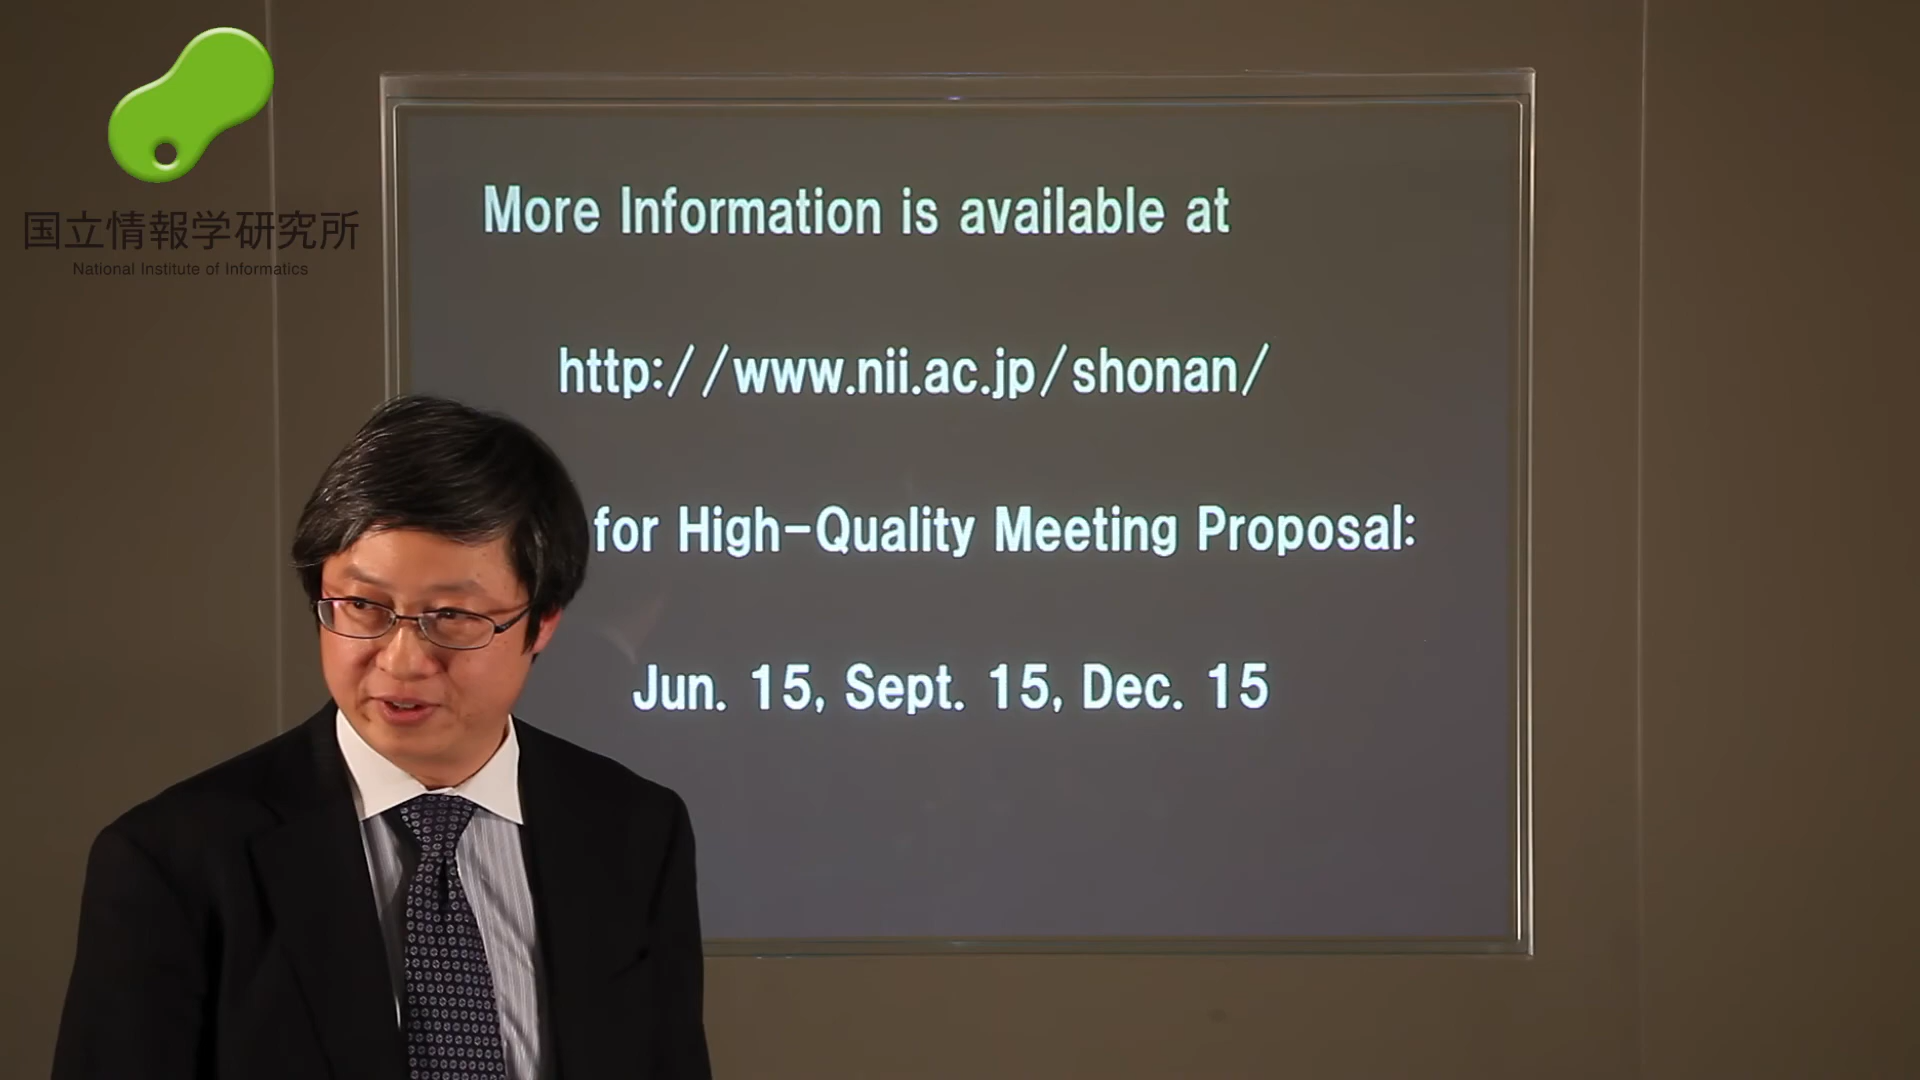 国立情報学研究所
National Institute of Informatics
More Information is available at
http://www.nii.ac.jp/shonan/
for High-Quality Meeting Proposal:
Jun. 15, Sept. 15, Dec. 15